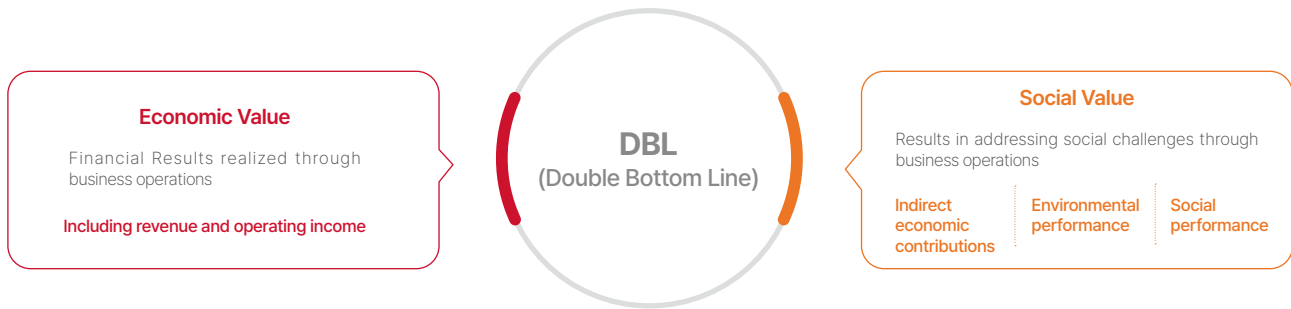 Economic Value
Financial Results realized through
business operations
Including revenue and operating income
DBL
(Double Bottom Line)
Social Value
Results in addressing social challenges through
business operations
Indirect
economic
contributions
Environmental
performance
Social
performance